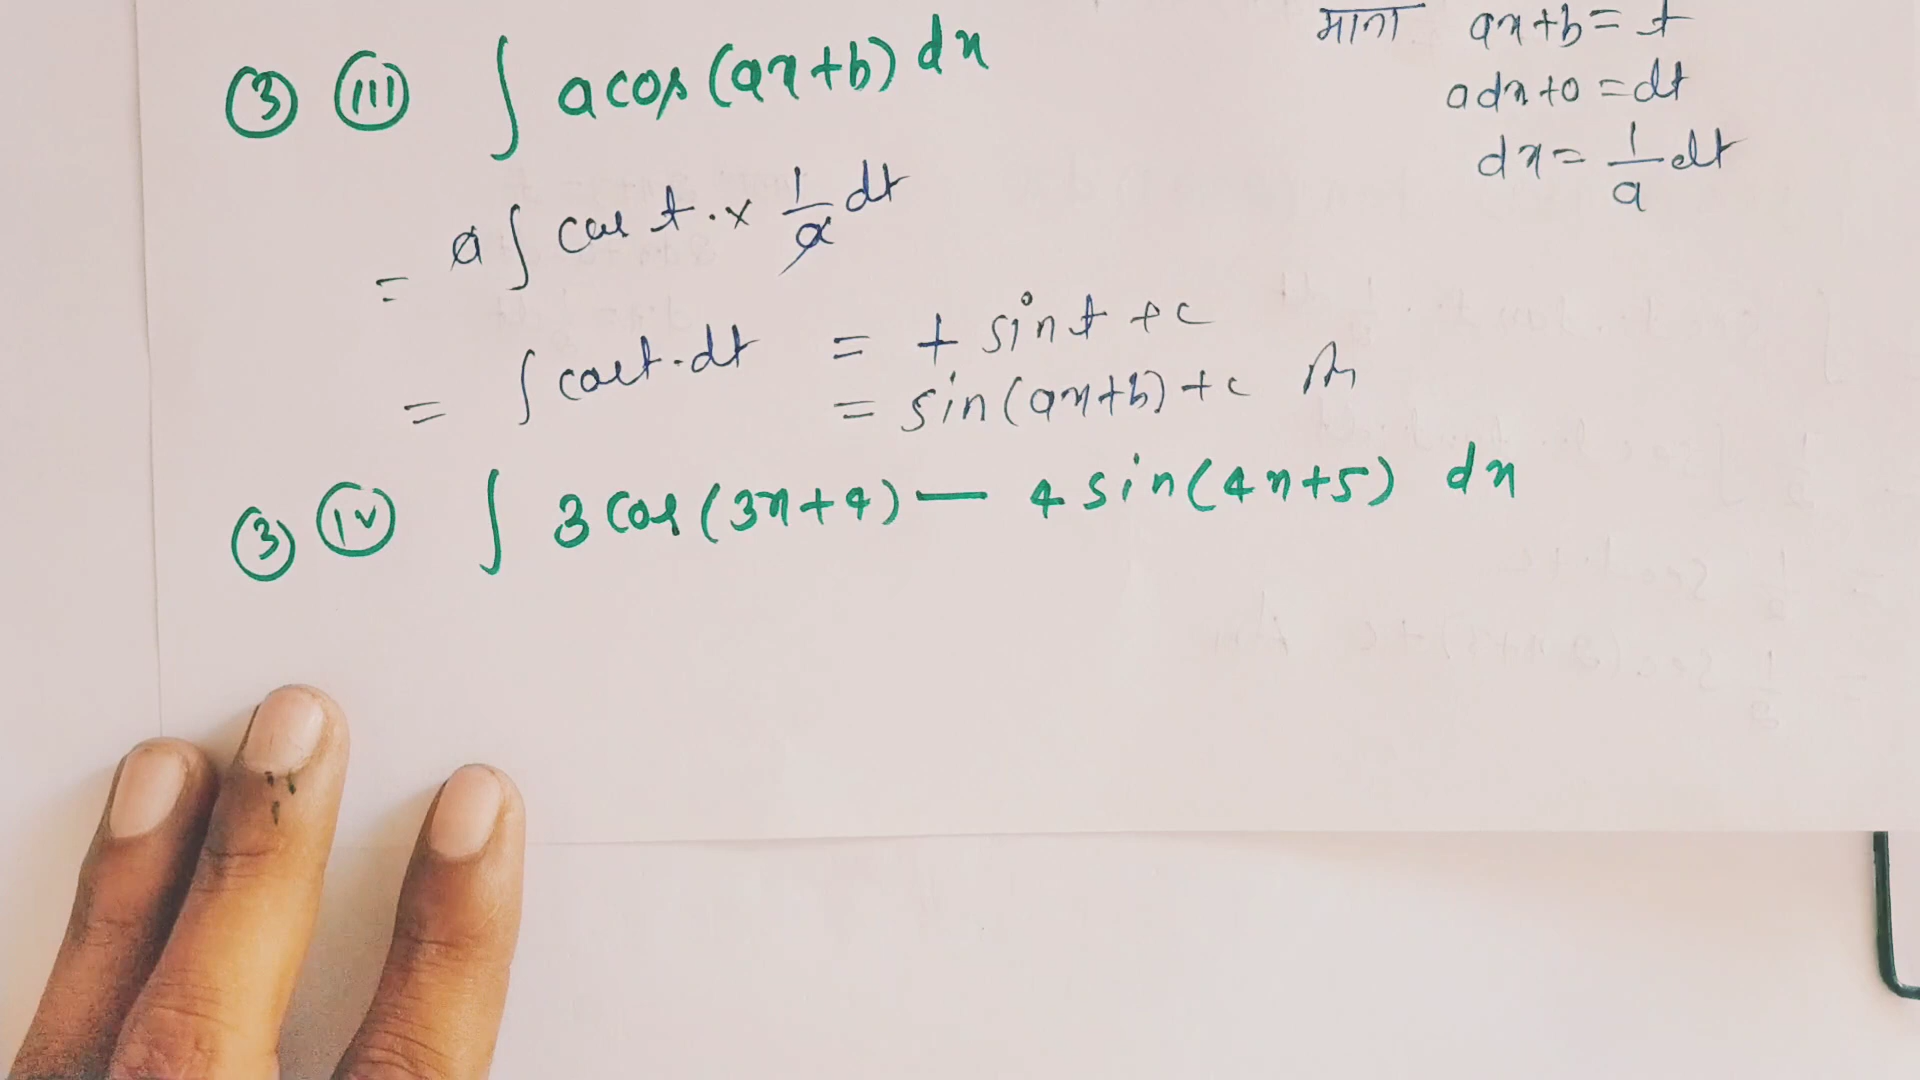 ③ (III) ∫ a cos (ax+b) dx
माना ax+b = t
adx+0 = dt
dx = 1/a dt
= a ∫ cos t . x 1/a dt
= ∫ cos t . dt = + sin t + c
= sin(ax+b) + c
③ (IV) ∫ 3 cos (3x+4) — 4 sin(4x+5) dx